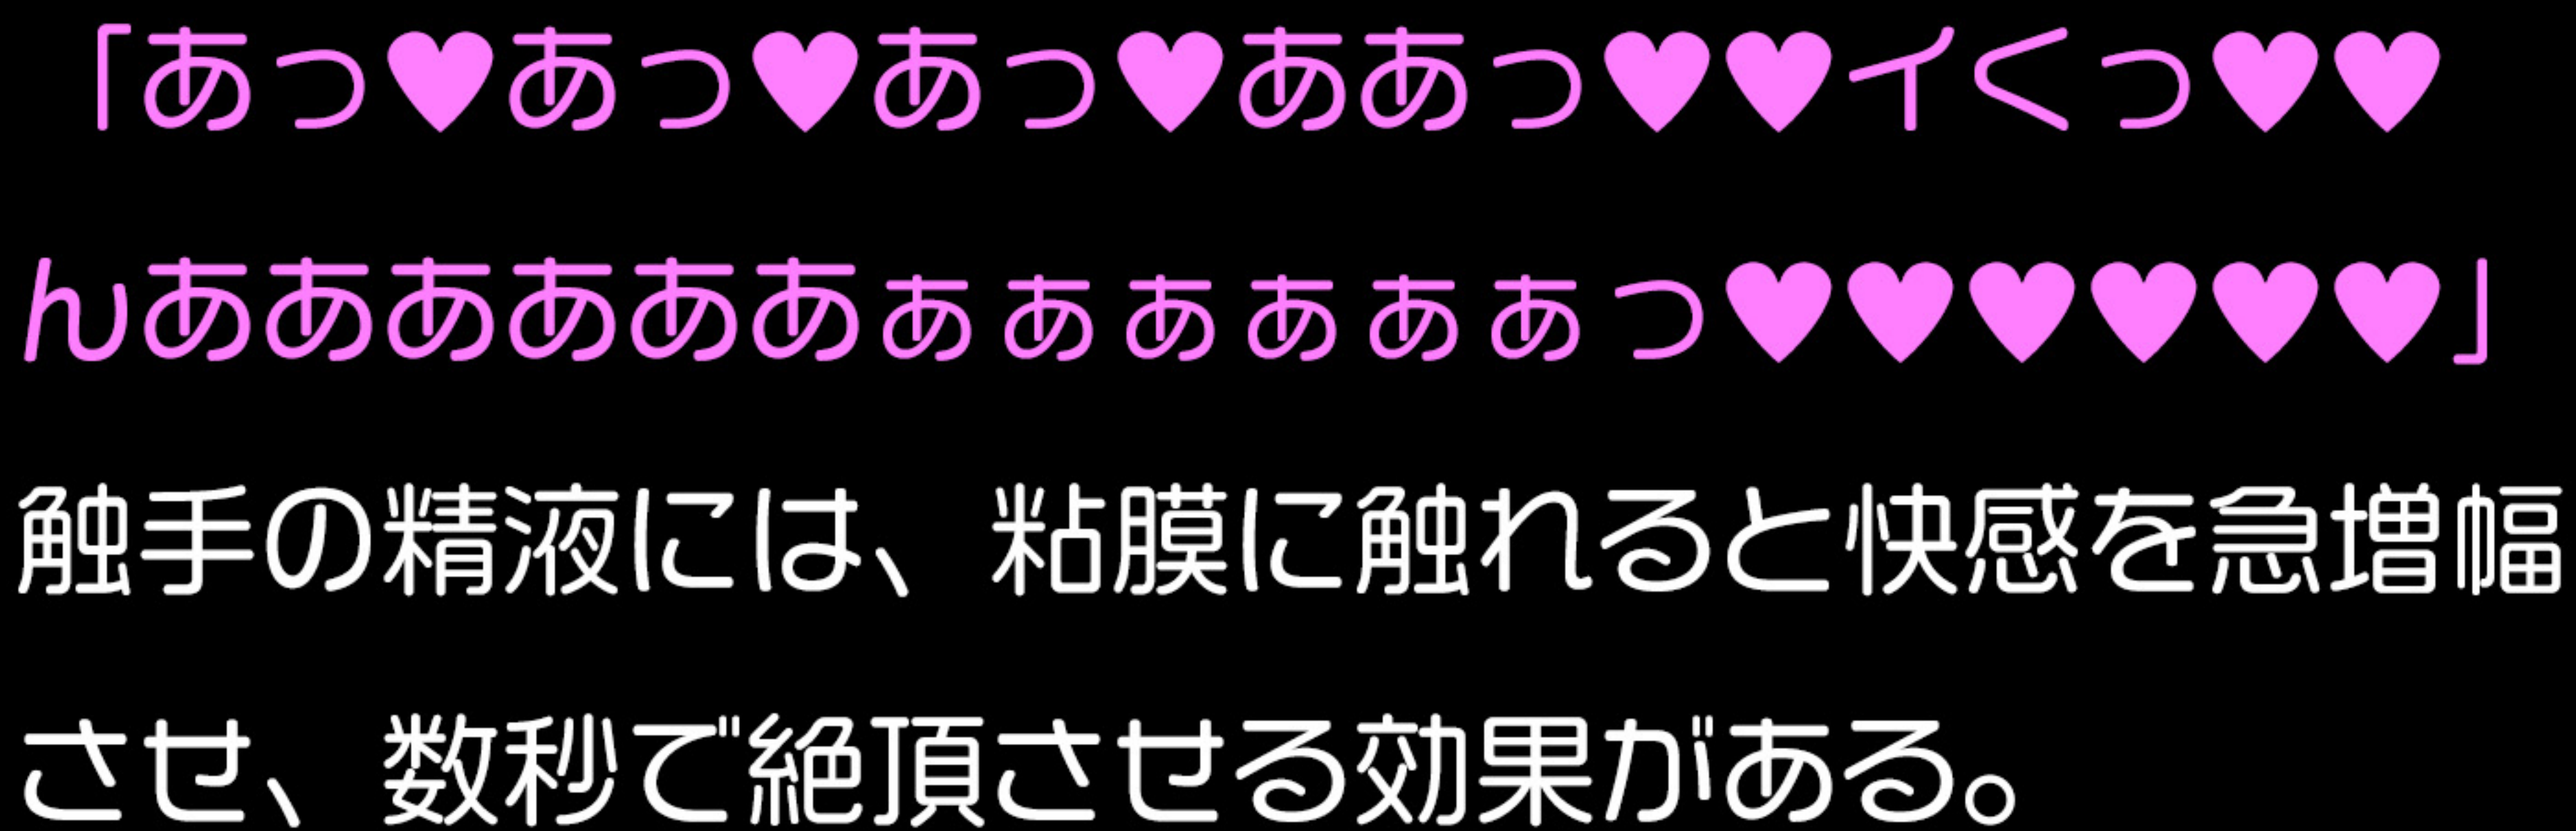 「あっ♥あっ♥あっ♥ああっ♥♥イくっ♥♥
んああああああぁぁぁぁぁぁっ♥♥♥♥♥♥」
触手の精液には、粘膜に触れると快感を急増幅
させ、数秒で絶頂させる効果がある。